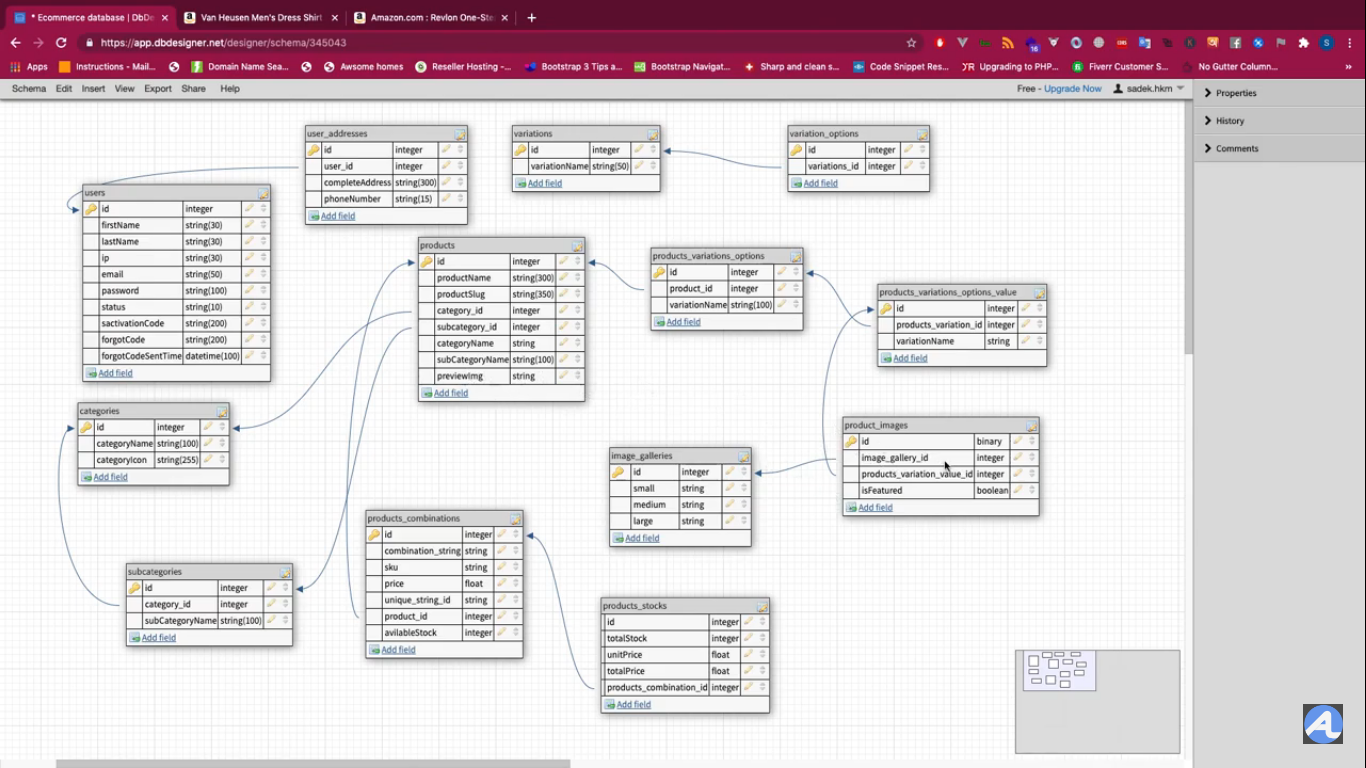 * Ecommerce database | DbDe
Van Heusen Men's Dress Shirt
Amazon.com : Revlon One-Ste
https://app.dbdesigner.net/designer/schema/345043
Apps
Instructions - Mail...
Domain Name Sea...
Awsome homes
Reseller Hosting -...
Bootstrap 3 Tips a...
Bootstrap Navigat...
Sharp and clean s...
Code Snippet Res...
Upgrading to PHP...
Fiverr Customer S...
No Gutter Column...
»
Schema Edit Insert View Export Share Help
Free - Upgrade Now
sadek.hkm
Properties
History
Comments
user_addresses
id integer
user_id integer
completeAddress string(300)
phoneNumber string(15)
Add field
variations
id integer
variationName string(50)
Add field
variation_options
id integer
variations_id integer
Add field
users
id integer
firstName string(30)
lastName string(30)
ip string(30)
email string(50)
password string(100)
status string(10)
sactivationCode string(200)
forgotCode string(200)
forgotCodeSentTime datetime(100)
Add field
products
id integer
productName string(300)
productSlug string(350)
category_id integer
subcategory_id integer
categoryName string
subCategoryName string(100)
previewImg string
Add field
products_variations_options
id integer
product_id integer
variationName string(100)
Add field
products_variations_options_value
id integer
products_variation_id integer
variationName string
Add field
categories
id integer
categoryName string(100)
categoryIcon string(255)
Add field
image_galleries
id integer
small string
medium string
large string
Add field
product_images
id binary
image_gallery_id integer
products_variation_value_id integer
isFeatured boolean
Add field
products_combinations
id integer
combination_string string
sku string
price float
unique_string_id string
product_id integer
avilableStock integer
Add field
subcategories
id integer
category_id integer
subCategoryName string(100)
Add field
products_stocks
id integer
totalStock integer
unitPrice float
totalPrice float
products_combination_id integer
Add field